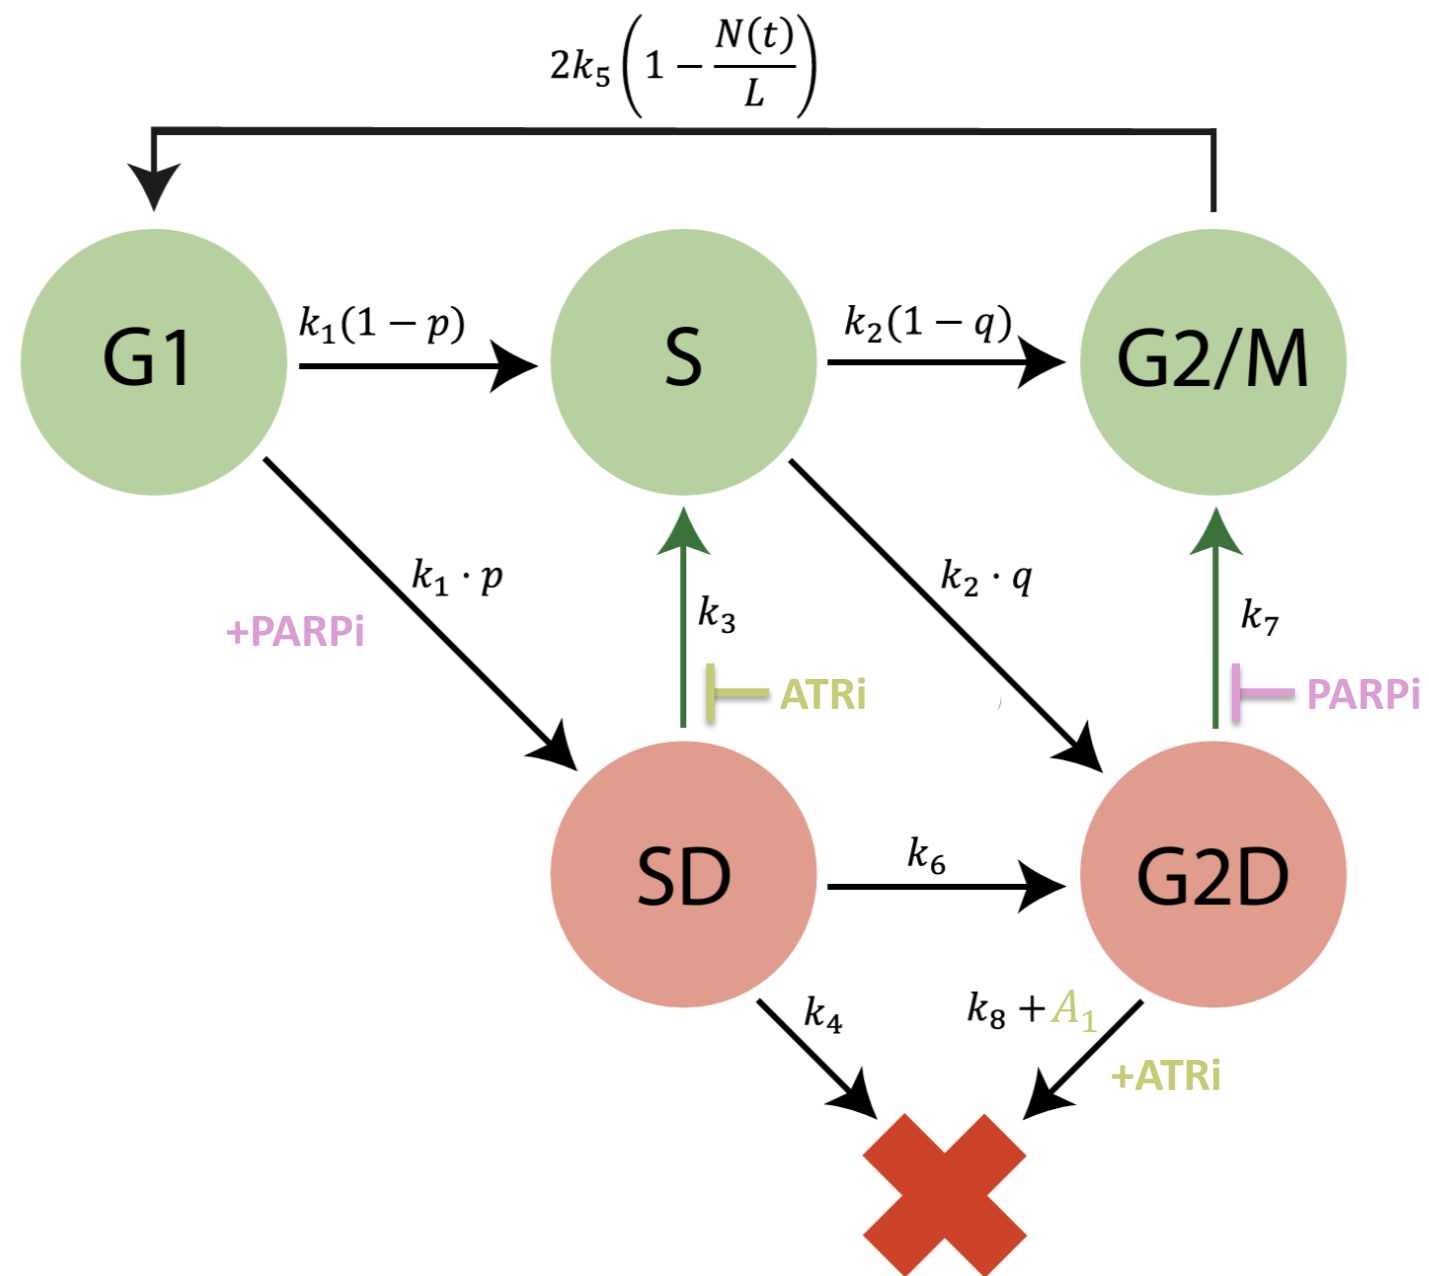 2k₅(1 − N(t)/L)
G1
k₁(1 − p)
S
k₂(1 − q)
G2/M
k₁ · p
+PARPi
k₃
ATRi
k₂ · q
k₇
PARPi
SD
k₆
G2D
k₄
k₈ + A₁
+ATRi